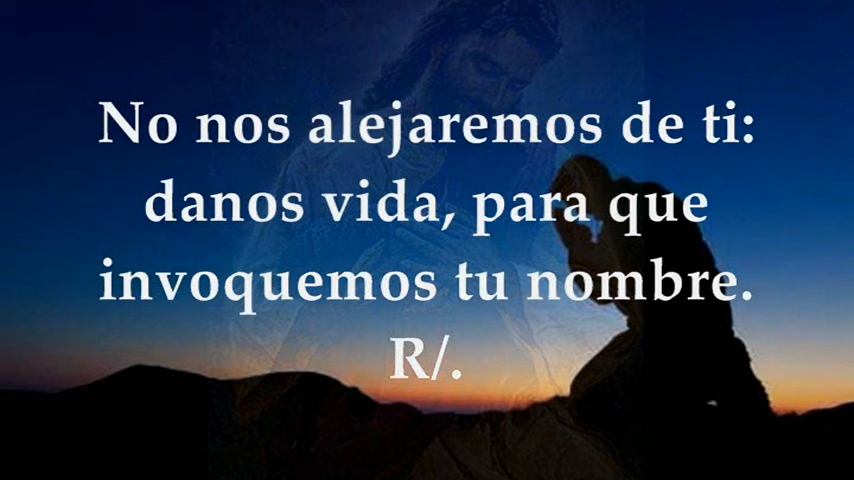 No nos alejaremos de ti:
danos vida, para que
invoquemos tu nombre.
R/.